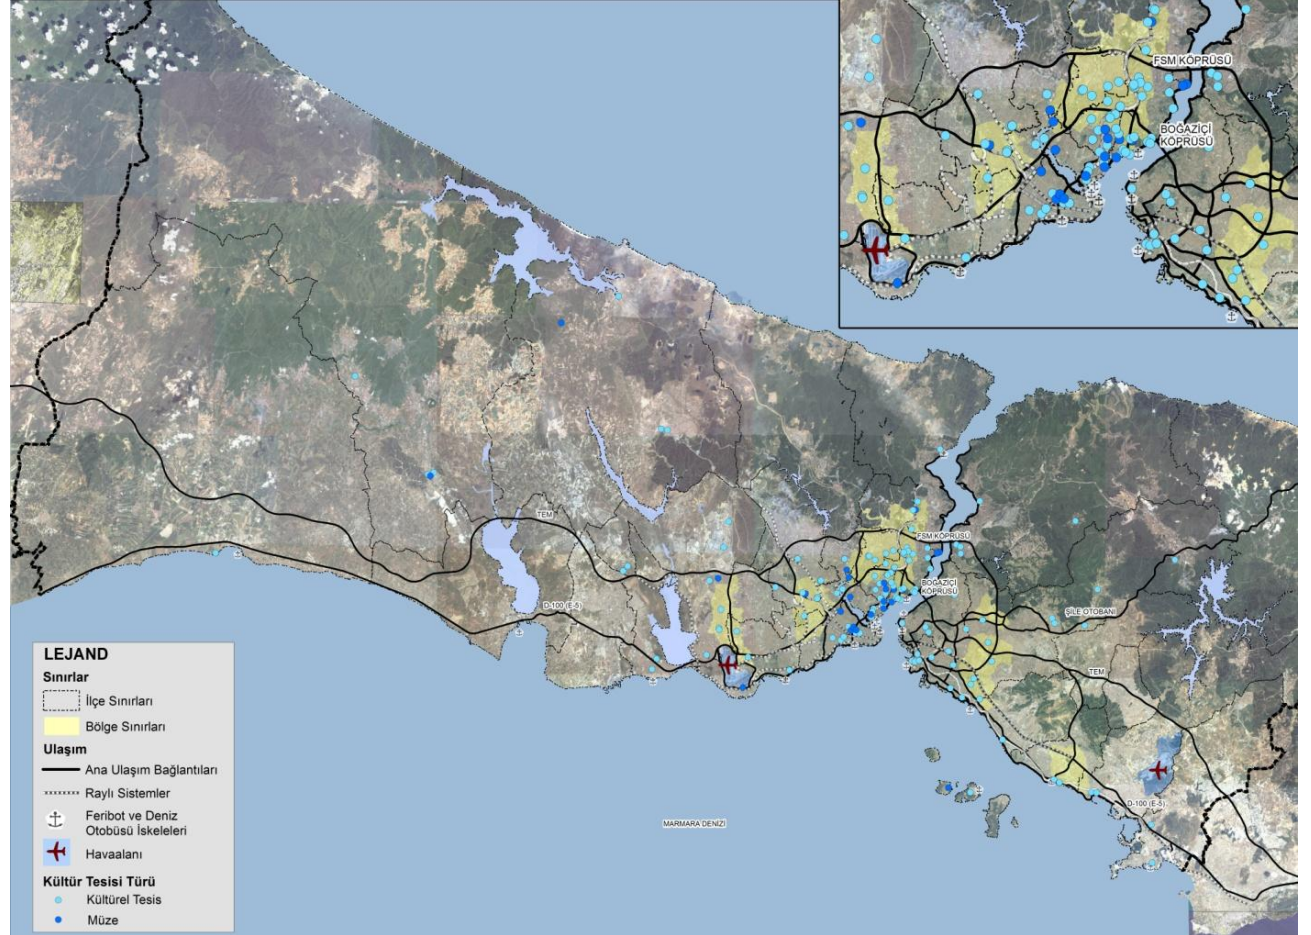 FSM KÖPRÜSÜ
BOĞAZİÇİ
KÖPRÜSÜ
TEM
FSM KÖPRÜSÜ
BOĞAZİÇİ
KÖPRÜSÜ
D-100 (E-5)
ŞİLE OTOBANI
TEM
D-100 (E-5)
MARMARA DENİZİ
LEJAND
Sınırlar
İlçe Sınırları
Bölge Sınırları
Ulaşım
Ana Ulaşım Bağlantıları
Raylı Sistemler
Feribot ve Deniz
Otobüsü İskeleleri
Havaalanı
Kültür Tesisi Türü
Kültürel Tesis
Müze